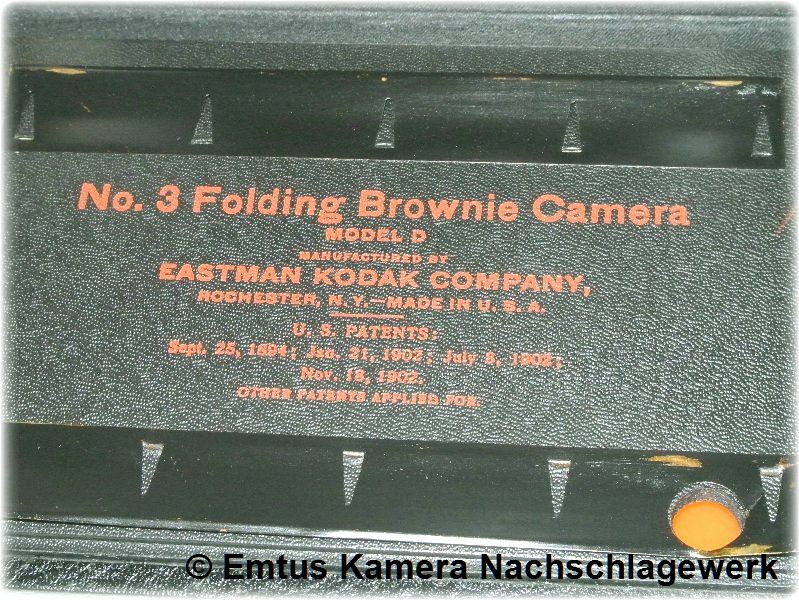 No. 3 Folding Brownie Camera
MODEL D
MANUFACTURED BY
EASTMAN KODAK COMPANY,
ROCHESTER, N. Y.—MADE IN U. S. A.
U. S. PATENTS:
Sept. 25, 1894; Jan. 21, 1902; July 8, 1902;
Nov. 18, 1902.
OTHER PATENTS APPLIED FOR
© Emtus Kamera Nachschlagewerk